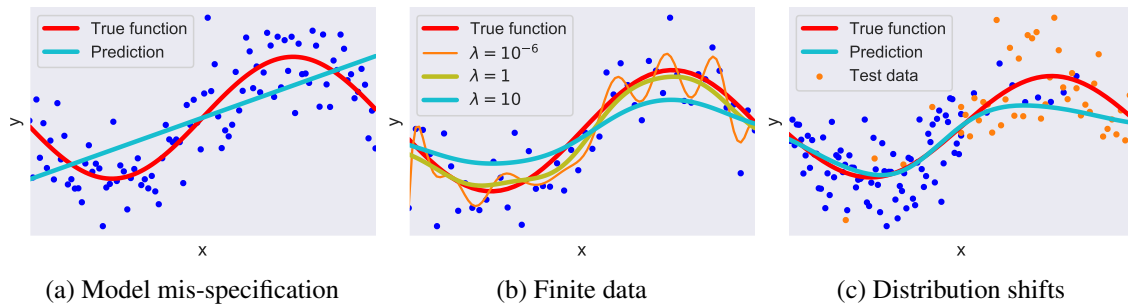 True function
Prediction
y
x
(a) Model mis-specification
True function
λ = 10⁻⁶
λ = 1
λ = 10
y
x
(b) Finite data
True function
Prediction
Test data
y
x
(c) Distribution shifts